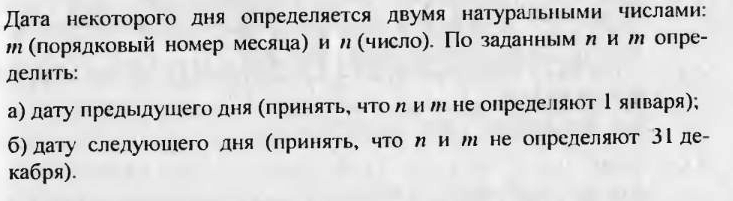 Дата некоторого дня определяется двумя натуральными числами:
m (порядковый номер месяца) и n (число). По заданным n и m опре-
делить:
а) дату предыдущего дня (принять, что n и m не определяют 1 января);
б) дату следующего дня (принять, что n и m не определяют 31 де-
кабря).